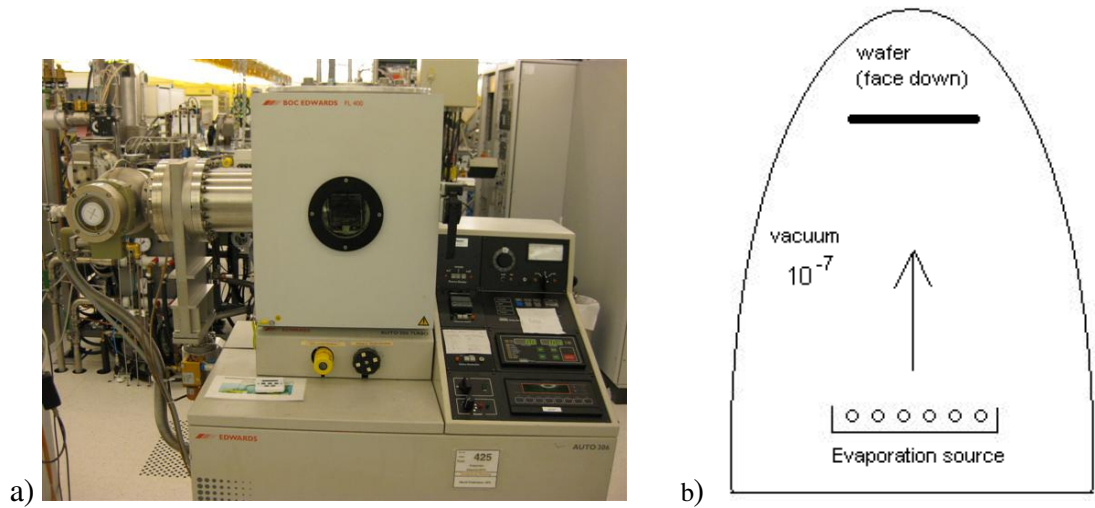 a)
BOC EDWARDS FL 400
EDWARDS
AUTO 306
425
b)
wafer
(face down)
vacuum
10⁻⁷
Evaporation source